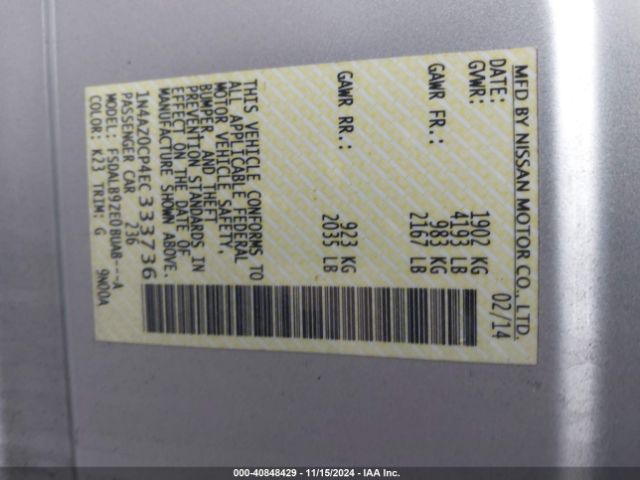 MFD BY NISSAN MOTOR CO., LTD.
DATE: 02/14
GVWR: 1902 KG
4193 LB
GAWR FR.: 983 KG
2167 LB
GAWR RR.: 923 KG
2035 LB
THIS VEHICLE CONFORMS TO
ALL APPLICABLE FEDERAL
MOTOR VEHICLE SAFETY,
BUMPER, AND THEFT
PREVENTION STANDARDS IN
EFFECT ON THE DATE OF
MANUFACTURE SHOWN ABOVE.
1N4AZ0CP4EC333736
PASSENGER CAR 236
MODEL: FSDALB92E0BUAB---A
COLOR: K23 TRIM: G 9N00A
000-40848429 - 11/15/2024 - IAA Inc.